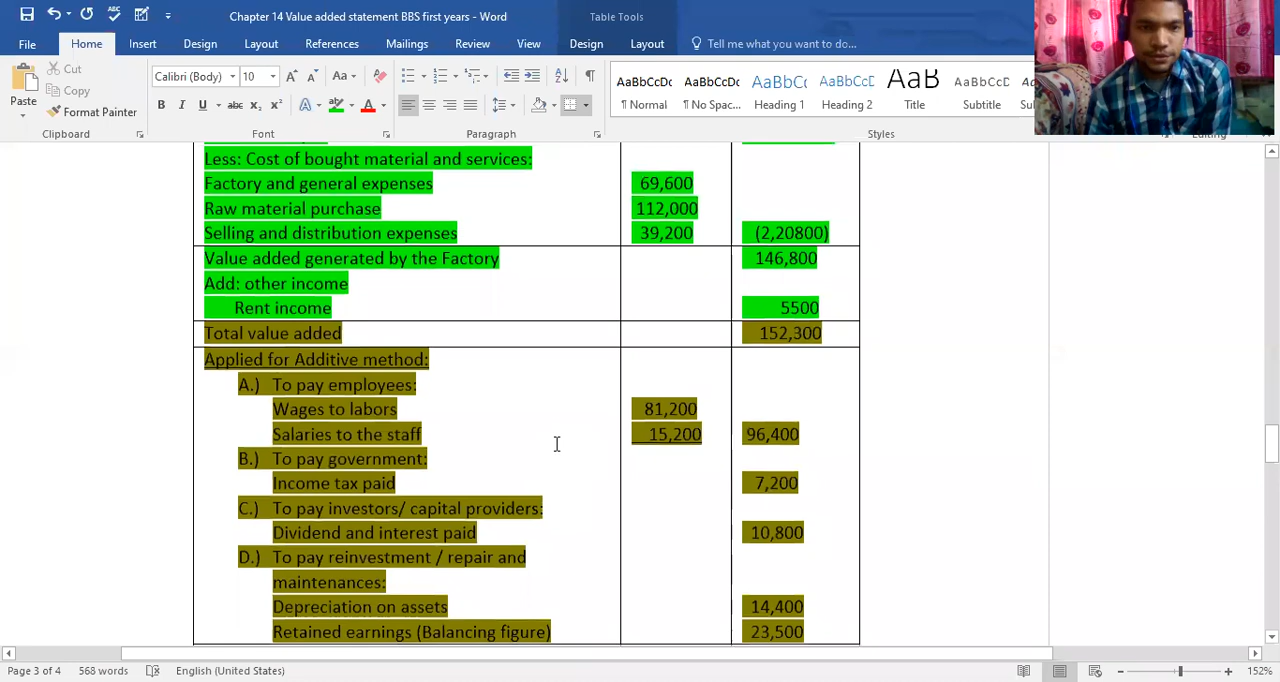 Chapter 14 Value added statement BBS first years - Word
Table Tools
File Home Insert Design Layout References Mailings Review View Design Layout Tell me what you want to do...
Paste
Cut
Copy
Format Painter
Clipboard
Calibri (Body) 10
Font
Paragraph
AaBbCcDc AaBbCcDc AaBbCcDc AaBbCcDc AaB AaBbCcDc
¶ Normal ¶ No Spac... Heading 1 Heading 2 Title Subtitle
Styles
Less: Cost of bought material and services:
Factory and general expenses 69,600
Raw material purchase 112,000
Selling and distribution expenses 39,200 (2,20800)
Value added generated by the Factory 146,800
Add: other income
Rent income 5500
Total value added 152,300
Applied for Additive method:
A.) To pay employees:
Wages to labors 81,200
Salaries to the staff 15,200 96,400
B.) To pay government:
Income tax paid 7,200
C.) To pay investors/ capital providers:
Dividend and interest paid 10,800
D.) To pay reinvestment / repair and
maintenances:
Depreciation on assets 14,400
Retained earnings (Balancing figure) 23,500
Page 3 of 4 568 words English (United States) 152%